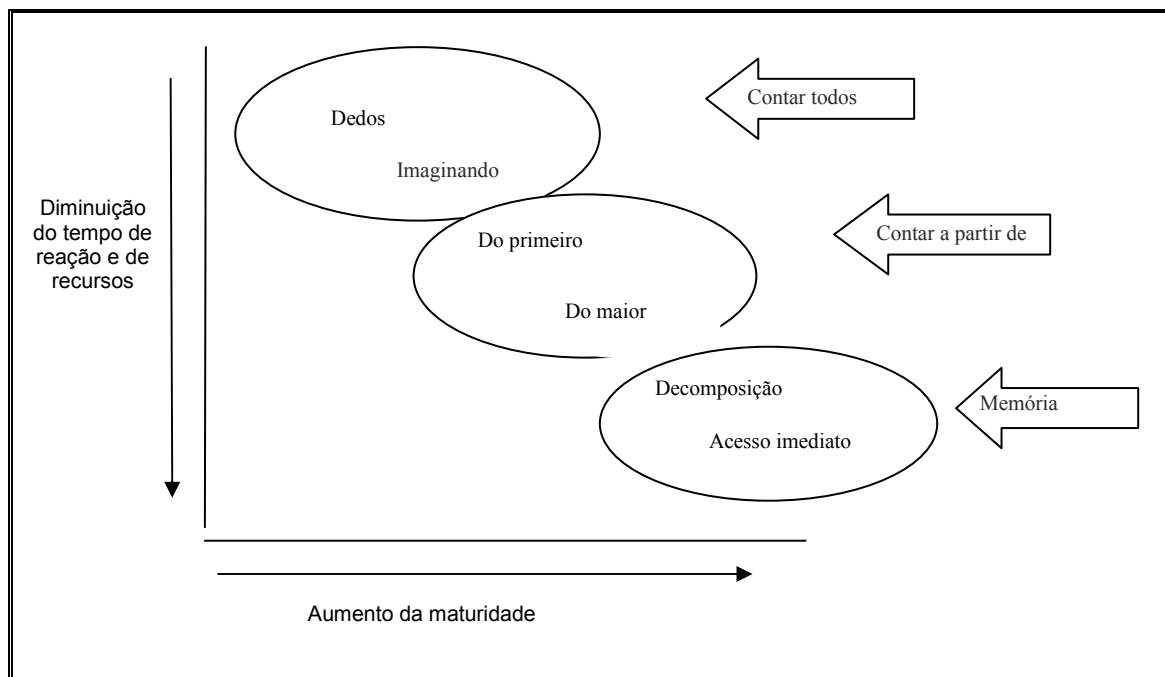 Contar todos
Dedos
Imaginando
Diminuição
do tempo de
reação e de
recursos
Do primeiro
Contar a partir de
Do maior
Decomposição
Memória
Acesso imediato
Aumento da maturidade